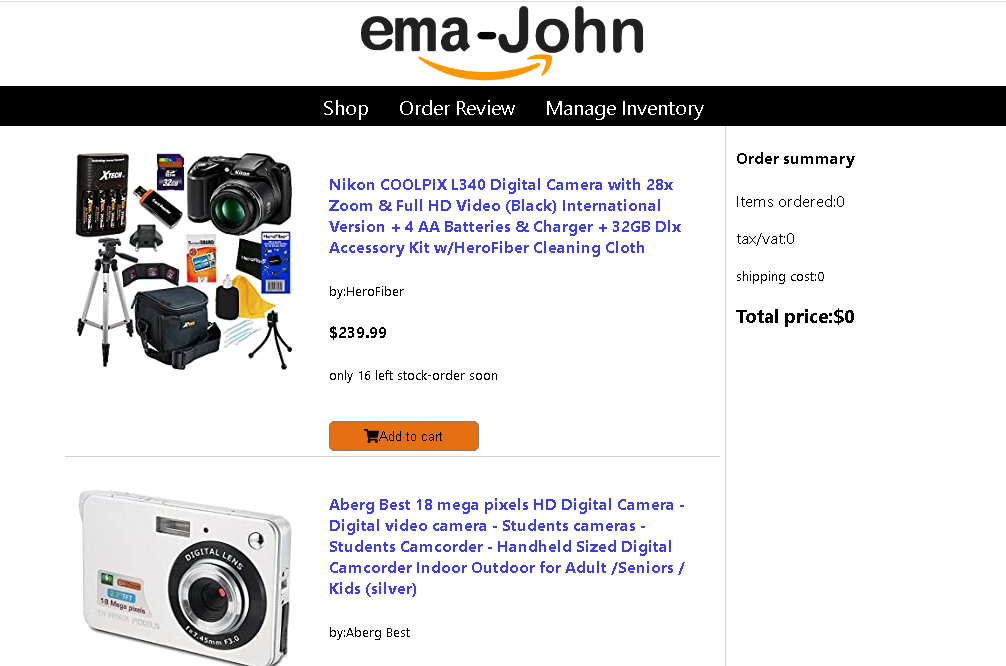 ema-John
Shop Order Review Manage Inventory
Nikon COOLPIX L340 Digital Camera with 28x
Zoom & Full HD Video (Black) International
Version + 4 AA Batteries & Charger + 32GB Dlx
Accessory Kit w/HeroFiber Cleaning Cloth
by:HeroFiber
$239.99
only 16 left stock-order soon
Add to cart
XTECH
32GB
Nikon
HeroFiber
Aberg Best 18 mega pixels HD Digital Camera -
Digital video camera - Students cameras -
Students Camcorder - Handheld Sized Digital
Camcorder Indoor Outdoor for Adult /Seniors /
Kids (silver)
by:Aberg Best
DIGITAL LENS
18 Mega pixels
f=7.45mm F3.0
Order summary
Items ordered:0
tax/vat:0
shipping cost:0
Total price:$0